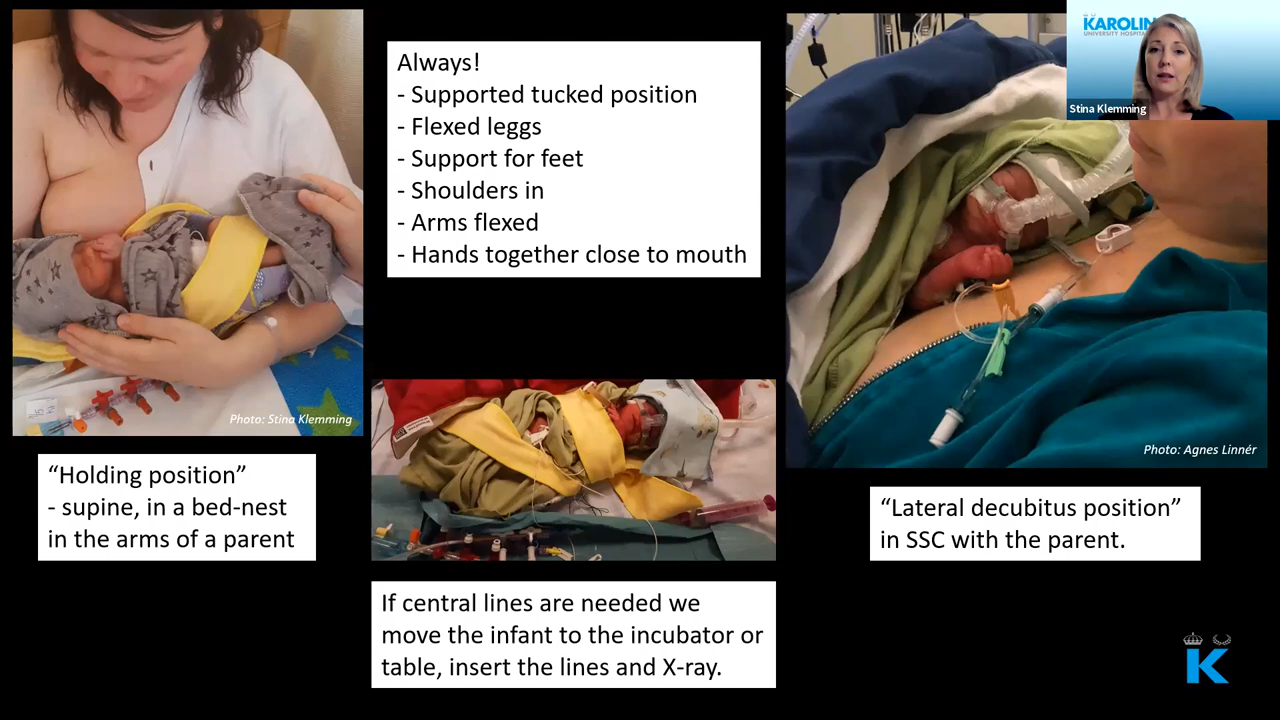 Always!
- Supported tucked position
- Flexed leggs
- Support for feet
- Shoulders in
- Arms flexed
- Hands together close to mouth
KAROLIN
UNIVERSITY HOSPITA
Stina Klemming
Photo: Stina Klemming
Photo: Agnes Linnér
“Holding position”
- supine, in a bed-nest
in the arms of a parent
“Lateral decubitus position”
in SSC with the parent.
If central lines are needed we
move the infant to the incubator or
table, insert the lines and X-ray.
K